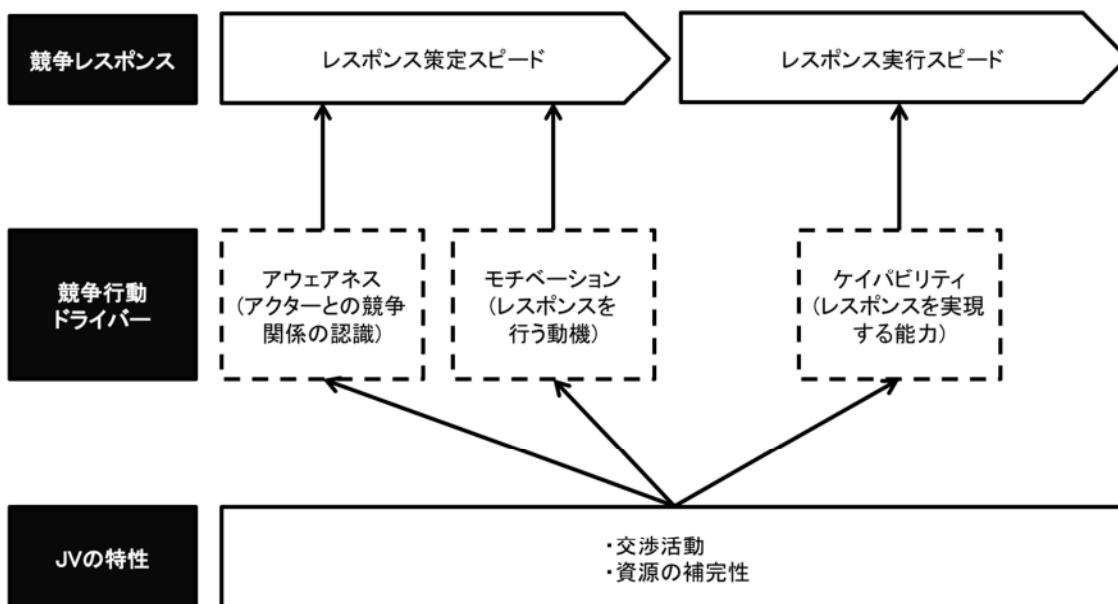 競争レスポンス
レスポンス策定スピード
レスポンス実行スピード
競争行動
ドライバー
アウェアネス
(アクターとの競争
関係の認識)
モチベーション
(レスポンスを
行う動機)
ケイパビリティ
(レスポンスを実現
する能力)
JVの特性
・交渉活動
・資源の補完性